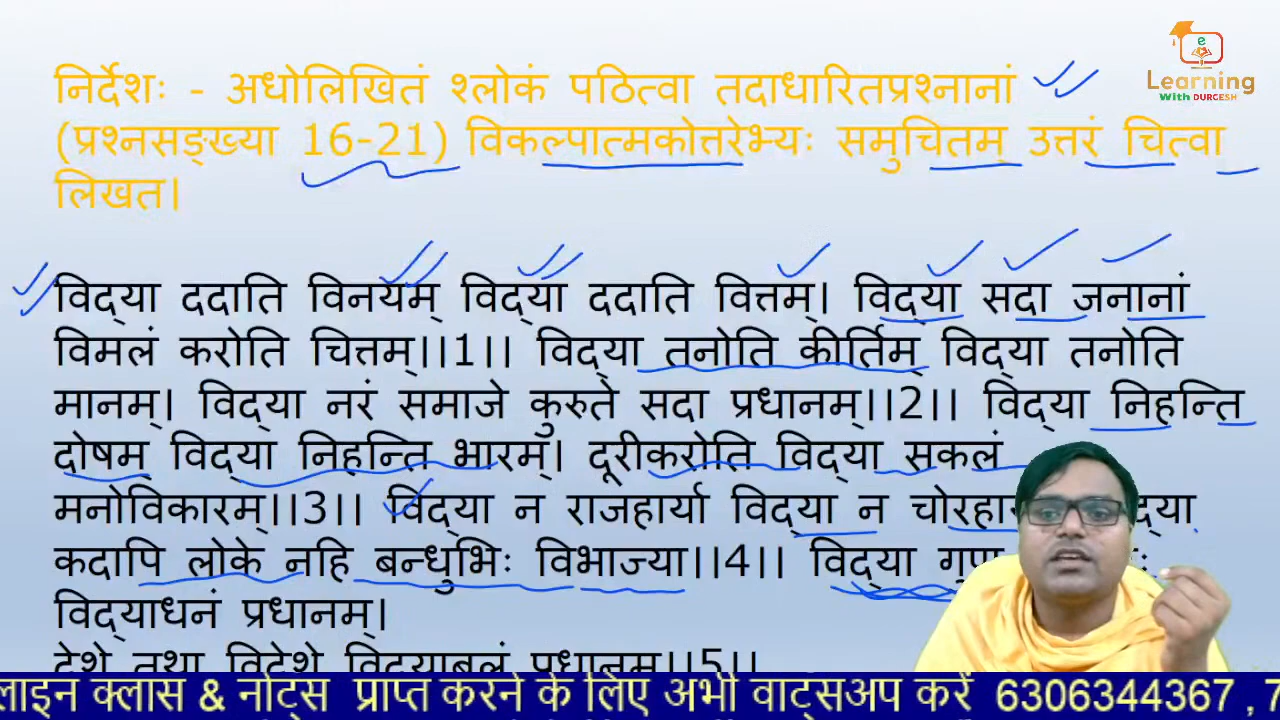 e
Learning
With DURGESH
निर्देशः - अधोलिखितं श्लोकं पठित्वा तदाधारितप्रश्नानां
(प्रश्नसङ्ख्या 16-21) विकल्पात्मकोत्तरेभ्यः समुचितम् उत्तरं चित्वा
लिखत।
विद्या ददाति विनयम् विद्या ददाति वित्तम्। विद्या सदा जनानां
विमलं करोति चित्तम्।।1।। विद्या तनोति कीर्तिम् विद्या तनोति
मानम्। विद्या नरं समाजे कुरुते सदा प्रधानम्।।2।। विद्या निहन्ति
दोषम् विद्या निहन्ति भारम्। दूरीकरोति विद्या सकलं
मनोविकारम्।।3।। विद्या न राजहार्या विद्या न
कदापि लोके नहि बन्धुभिः विभाज्या।।4।। विद्या
विद्याधनं प्रधानम्।
देशे तथा विदेशे विद्याबलं प्रधानम्।।5।।
लाइन क्लास & नोट्स प्राप्त करने के लिए अभी वाट्सअप करें 6306344367 , 7